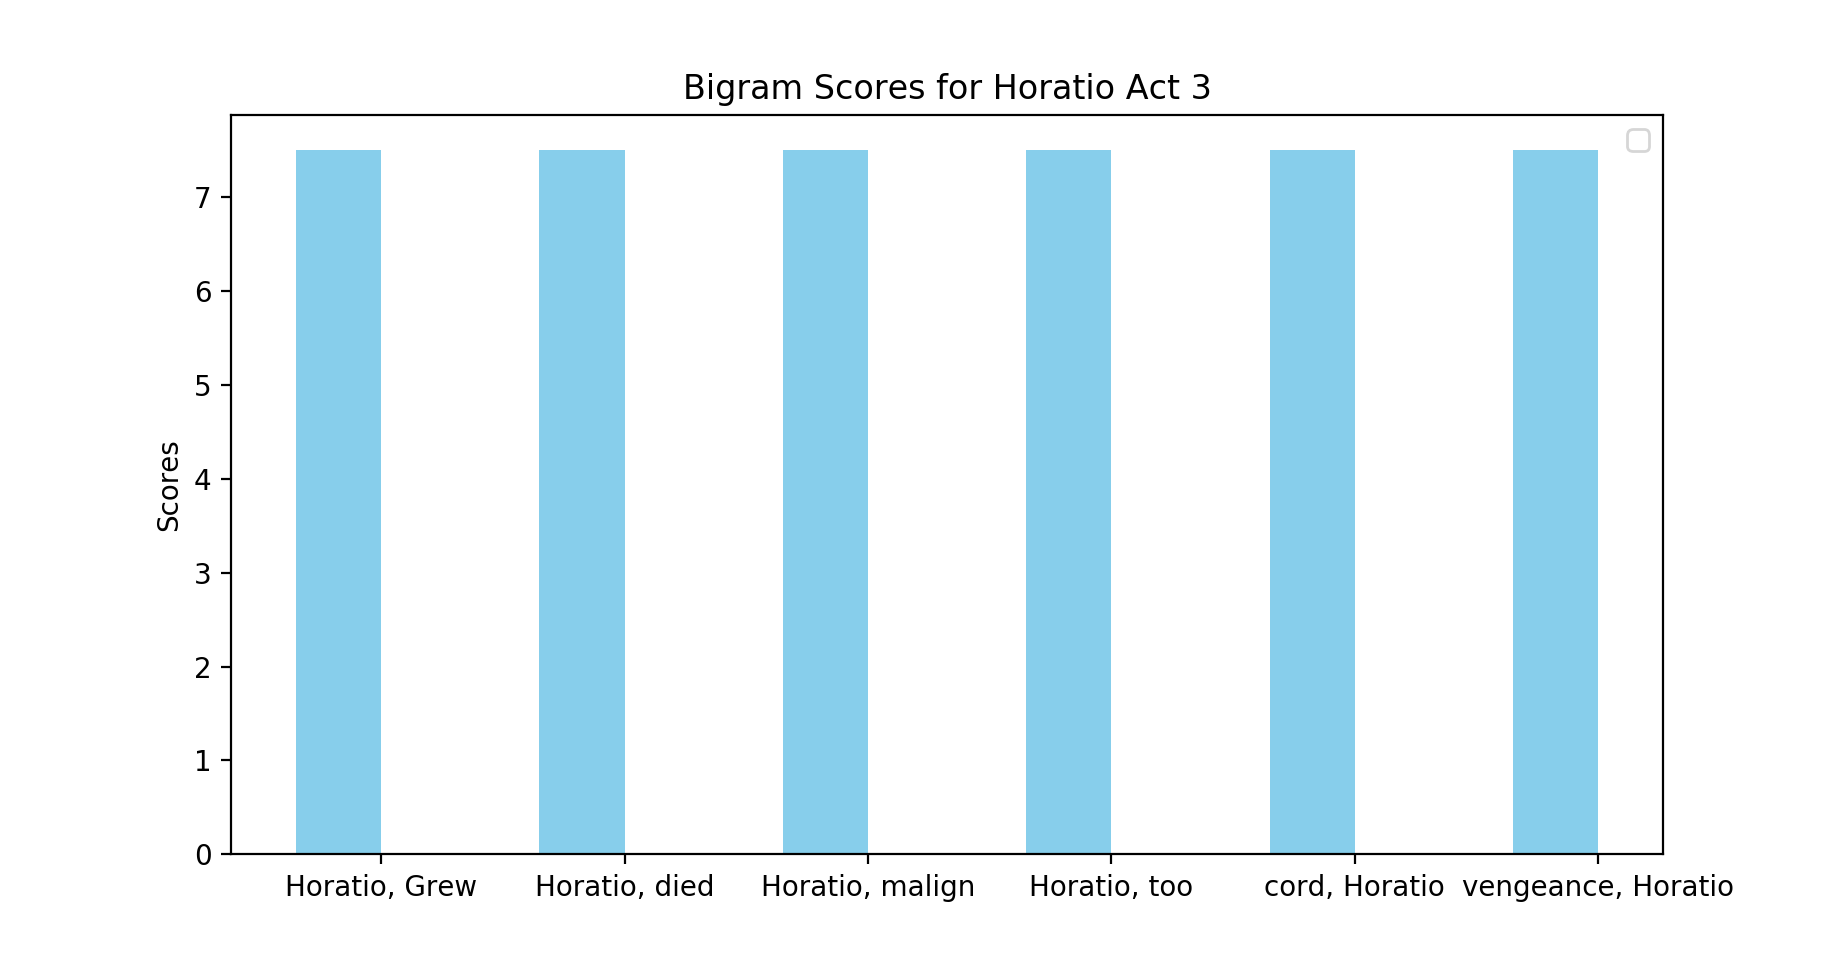 Bigram Scores for Horatio Act 3
7
6
5
4
3
2
1
0
Scores
Horatio, Grew
Horatio, died
Horatio, malign
Horatio, too
cord, Horatio
vengeance, Horatio